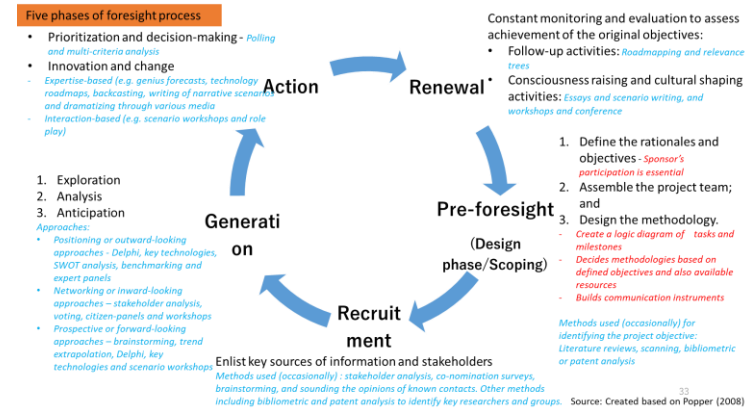 Five phases of foresight process
• Prioritization and decision-making - Polling
and multi-criteria analysis
• Innovation and change
- Expertise-based (e.g. genius forecasts, technology
roadmaps, backcasting, writing of narrative scenarios
and dramatizing through various media
- Interaction-based (e.g. scenario workshops and role
play)
Action
Renewal
Constant monitoring and evaluation to assess
achievement of the original objectives:
• Follow-up activities: Roadmapping and relevance
trees
• Consciousness raising and cultural shaping
activities: Essays and scenario writing, and
workshops and conference
1. Define the rationales and
objectives - Sponsor's
participation is essential
2. Assemble the project team;
and
3. Design the methodology.
- Create a logic diagram of tasks and
milestones
- Decides methodologies based on
defined objectives and also available
resources
- Builds communication instruments
Methods used (occasionally) for
identifying the project objective:
Literature reviews, scanning, bibliometric
or patent analysis
Pre-foresight
(Design
phase/Scoping)
1. Exploration
2. Analysis
3. Anticipation
Approaches:
• Positioning or outward-looking
approaches - Delphi, key technologies,
SWOT analysis, benchmarking and
expert panels
• Networking or inward-looking
approaches – stakeholder analysis,
voting, citizen-panels and workshops
• Prospective or forward-looking
approaches – brainstorming, trend
extrapolation, Delphi, key
technologies and scenario workshops
Generati
on
Recruit
ment
Enlist key sources of information and stakeholders
Methods used (occasionally) : stakeholder analysis, co-nomination surveys,
brainstorming, and sounding the opinions of known contacts. Other methods
including bibliometric and patent analysis to identify key researchers and groups.
33
Source: Created based on Popper (2008)